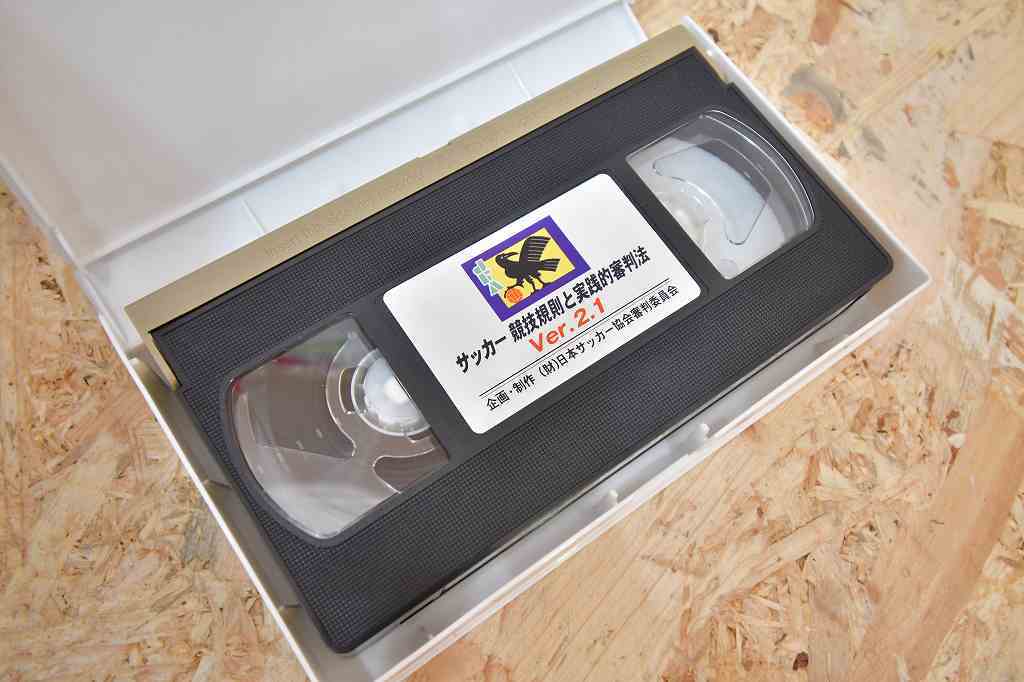 サッカー 競技規則と実践的審判法
Ver.2.1
企画・制作 (財)日本サッカー協会審判委員会